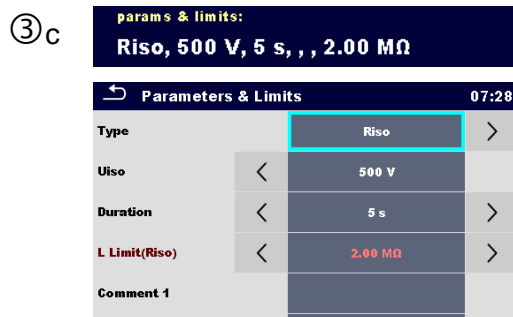 ③c
params & limits:
Riso, 500 V, 5 s, , , 2.00 MΩ
Parameters & Limits 07:28
Type Riso >
Uiso < 500 V
Duration < 5 s >
L Limit(Riso) < 2.00 MΩ >
Comment 1